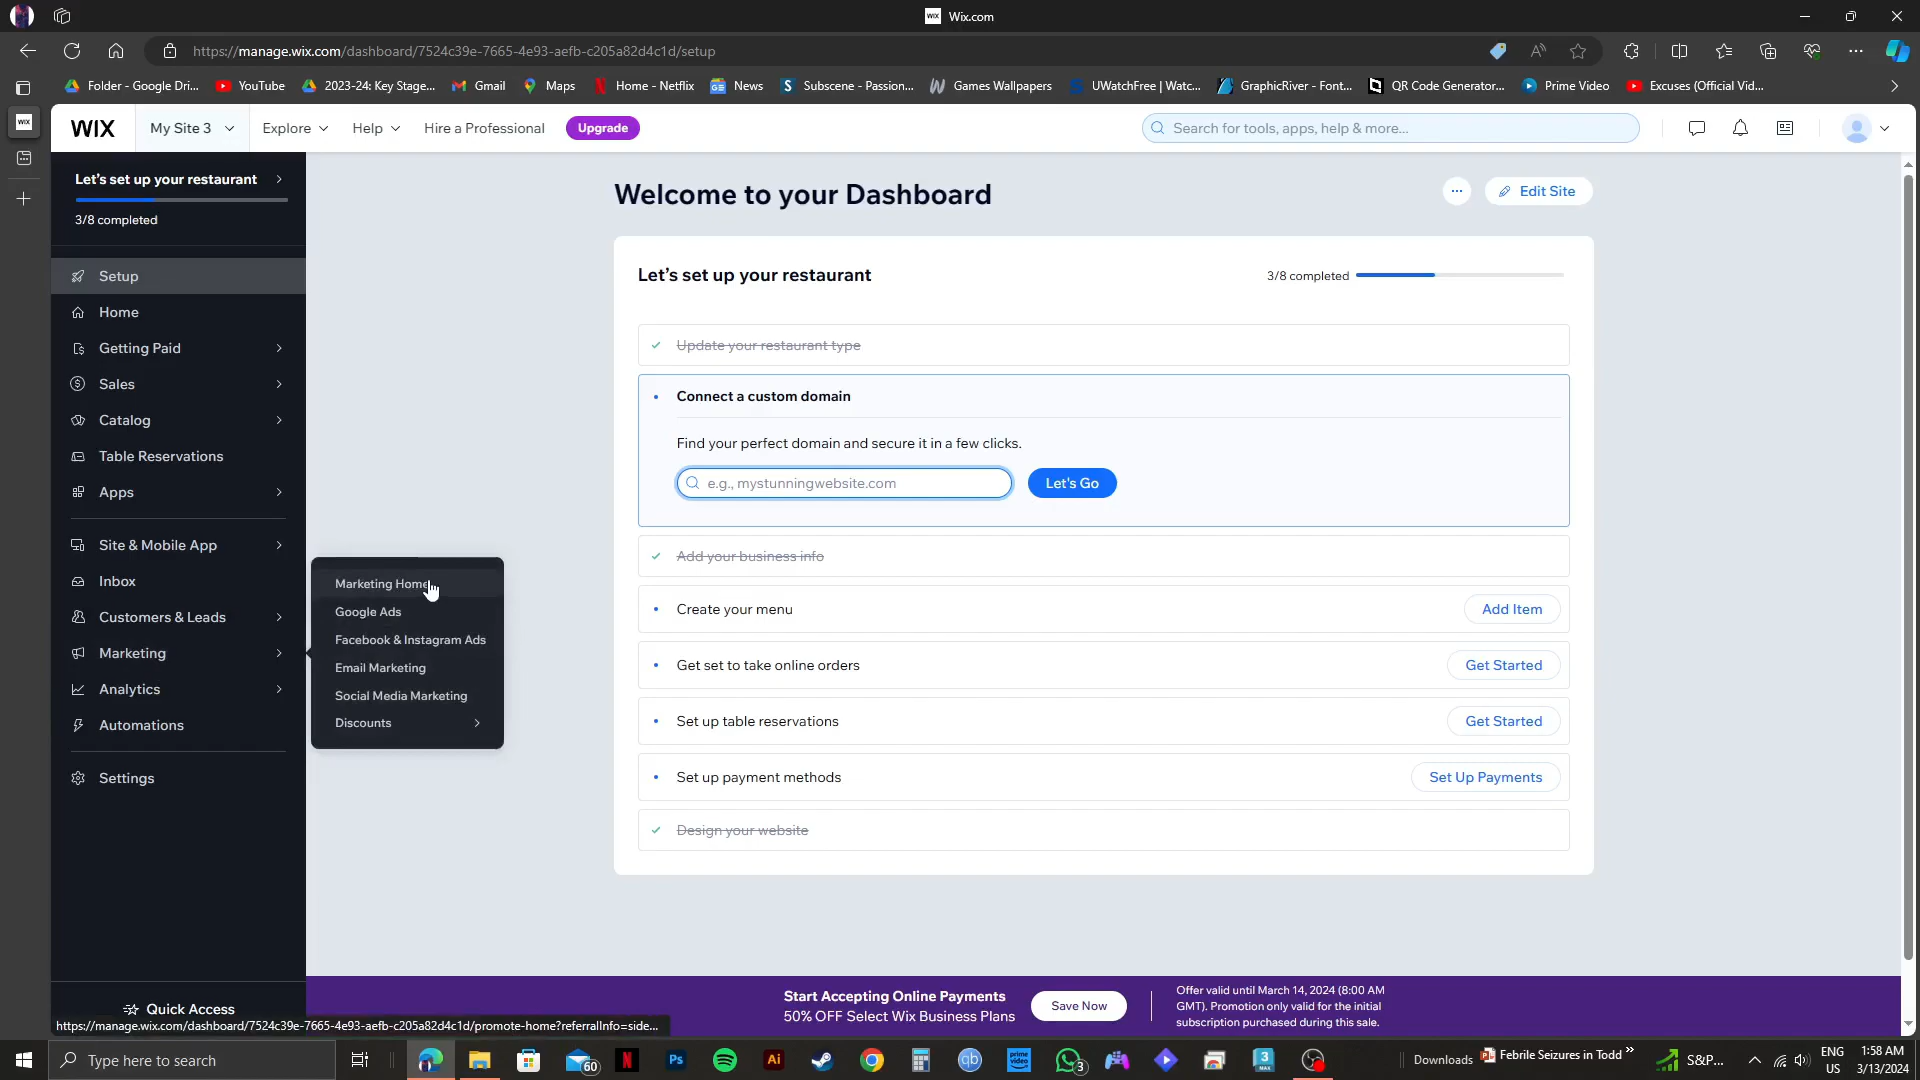 Wix.com
https://manage.wix.com/dashboard/7524c39e-7665-4e93-aefb-c205a82d4c1d/setup
Folder - Google Dri...
YouTube
2023-24: Key Stage...
Gmail
Maps
Home - Netflix
News
Subscene - Passion...
Games Wallpapers
UWatchFree | Watc...
GraphicRiver - Font...
QR Code Generator...
Prime Video
Excuses (Official Vid...
WIX
My Site 3
Explore
Help
Hire a Professional
Upgrade
Search for tools, apps, help & more...
Let's set up your restaurant
3/8 completed
Setup
Home
Getting Paid
Sales
Catalog
Table Reservations
Apps
Site & Mobile App
Inbox
Customers & Leads
Marketing
Analytics
Automations
Settings
Quick Access
Marketing Home
Google Ads
Facebook & Instagram Ads
Email Marketing
Social Media Marketing
Discounts
Welcome to your Dashboard
Edit Site
Let's set up your restaurant
3/8 completed
Update your restaurant type
Connect a custom domain
Find your perfect domain and secure it in a few clicks.
e.g., mystunningwebsite.com
Let's Go
Add your business info
Create your menu
Add Item
Get set to take online orders
Get Started
Set up table reservations
Get Started
Set up payment methods
Set Up Payments
Design your website
Start Accepting Online Payments
50% OFF Select Wix Business Plans
Save Now
Offer valid until March 14, 2024 (8:00 AM
GMT). Promotion only valid for the initial
subscription purchased during this sale.
https://manage.wix.com/dashboard/7524c39e-7665-4e93-aefb-c205a82d4c1d/promote-home?referralInfo=side...
Type here to search
60
Ps
Ai
qb
prime video
3
3
MAX
Downloads
Febrile Seizures in Todd
S&P...
ENG
US
1:58 AM
3/13/2024